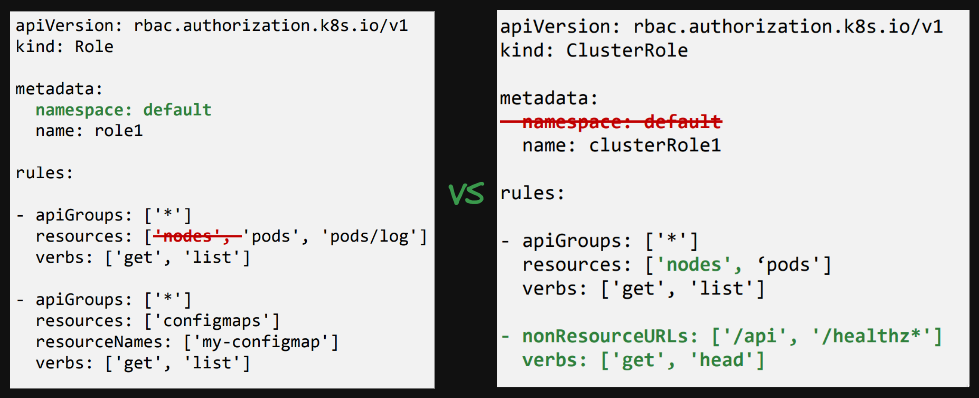 apiVersion: rbac.authorization.k8s.io/v1
kind: Role
metadata:
namespace: default
name: role1
rules:
- apiGroups: ['*']
resources: ['nodes', 'pods', 'pods/log']
verbs: ['get', 'list']
- apiGroups: ['*']
resources: ['configmaps']
resourceNames: ['my-configmap']
verbs: ['get', 'list']
vs
apiVersion: rbac.authorization.k8s.io/v1
kind: ClusterRole
metadata:
namespace: default
name: clusterRole1
rules:
- apiGroups: ['*']
resources: ['nodes', ‘pods']
verbs: ['get', 'list']
- nonResourceURLs: ['/api', '/healthz*']
verbs: ['get', 'head']